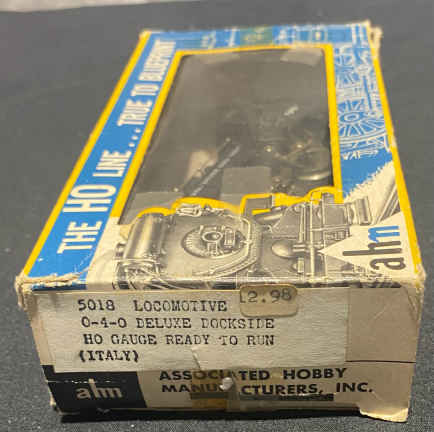 THE HO LINE... TRUE TO BLUEPRINT
ahm
5018 LOCOMOTIVE
12.98
0-4-0 DELUXE DOCKSIDE
HO GAUGE READY TO RUN
(ITALY)
ahm
ASSOCIATED HOBBY
MANUFACTURERS, INC.